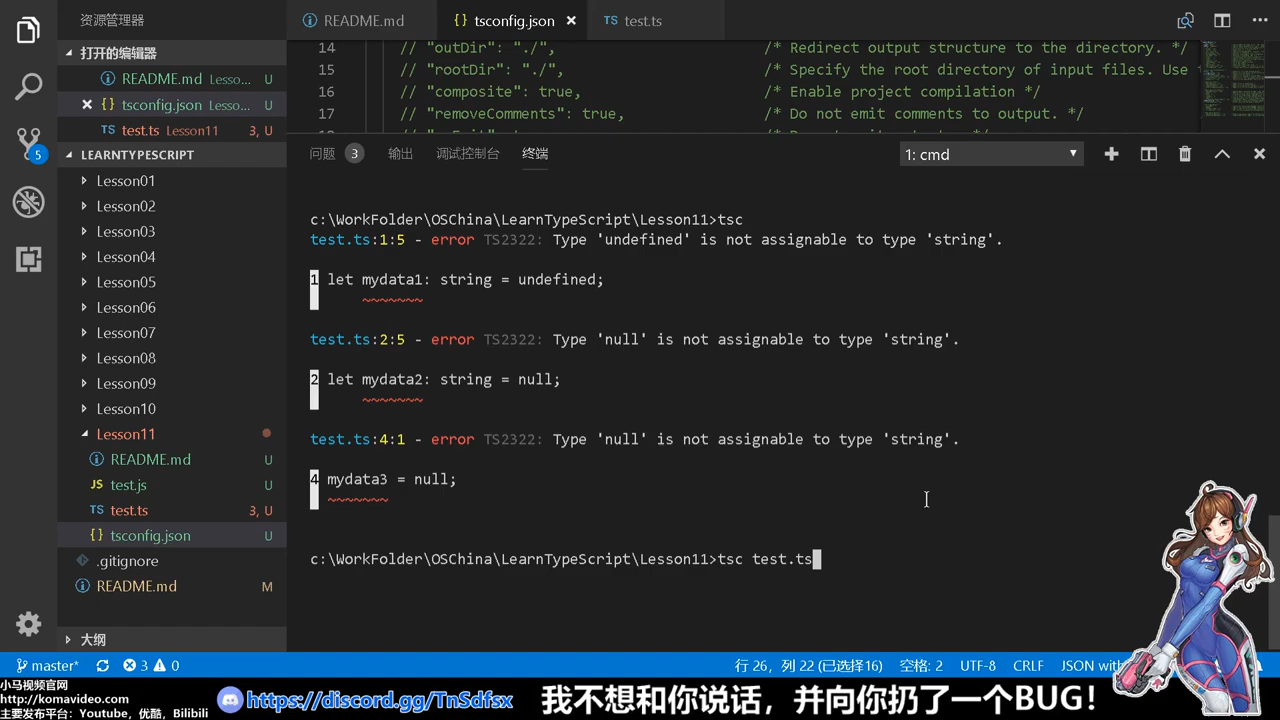 资源管理器
打开的编辑器
README.md Lesso... U
{} tsconfig.json Lesso... U
TS test.ts Lesson11 3, U
LEARNTYPESCRIPT
Lesson01
Lesson02
Lesson03
Lesson04
Lesson05
Lesson06
Lesson07
Lesson08
Lesson09
Lesson10
Lesson11
README.md U
JS test.js U
TS test.ts 3, U
{} tsconfig.json U
.gitignore
README.md M
大纲
5
README.md
{} tsconfig.json
TS test.ts
14 // "outDir": "./", /* Redirect output structure to the directory. */
15 // "rootDir": "./", /* Specify the root directory of input files. Use
16 // "composite": true, /* Enable project compilation */
17 // "removeComments": true, /* Do not emit comments to output. */
问题 3 输出 调试控制台 终端
1: cmd
c:\WorkFolder\OSChina\LearnTypeScript\Lesson11>tsc
test.ts:1:5 - error TS2322: Type 'undefined' is not assignable to type 'string'.
1 let mydata1: string = undefined;
~~~~~~~
test.ts:2:5 - error TS2322: Type 'null' is not assignable to type 'string'.
2 let mydata2: string = null;
~~~~~~~
test.ts:4:1 - error TS2322: Type 'null' is not assignable to type 'string'.
4 mydata3 = null;
~~~~~~~
c:\WorkFolder\OSChina\LearnTypeScript\Lesson11>tsc test.ts
master* 3 0
行 26，列 22 (已选择16) 空格: 2 UTF-8 CRLF JSON
小马视频官网
http://komavideo.com
主要发布平台：Youtube，优酷，Bilibili
https://discord.gg/TnSdfsx
我不想和你说话，并向你扔了一个BUG！